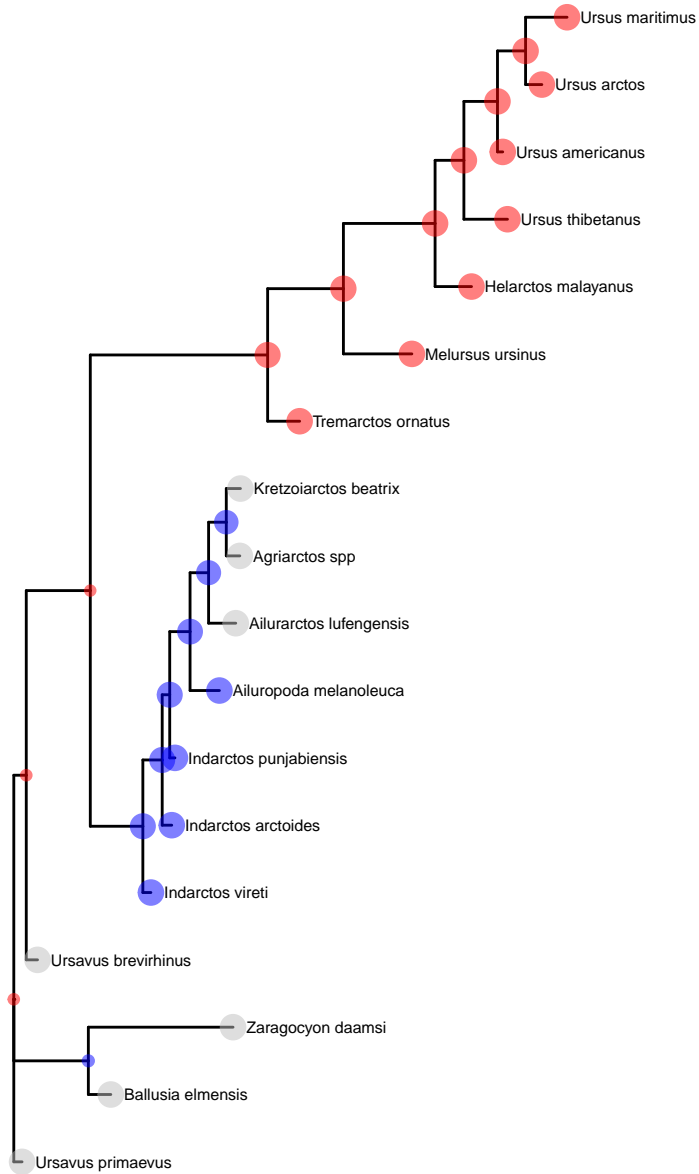 Ursus maritimus
Ursus arctos
Ursus americanus
Ursus thibetanus
Helarctos malayanus
Melursus ursinus
Tremarctos ornatus
Kretzoiarctos beatrix
Agriarctos spp
Ailurarctos lufengensis
Ailuropoda melanoleuca
Indarctos punjabiensis
Indarctos arctoides
Indarctos vireti
Ursavus brevirhinus
Zaragocyon daamsi
Ballusia elmensis
Ursavus primaevus